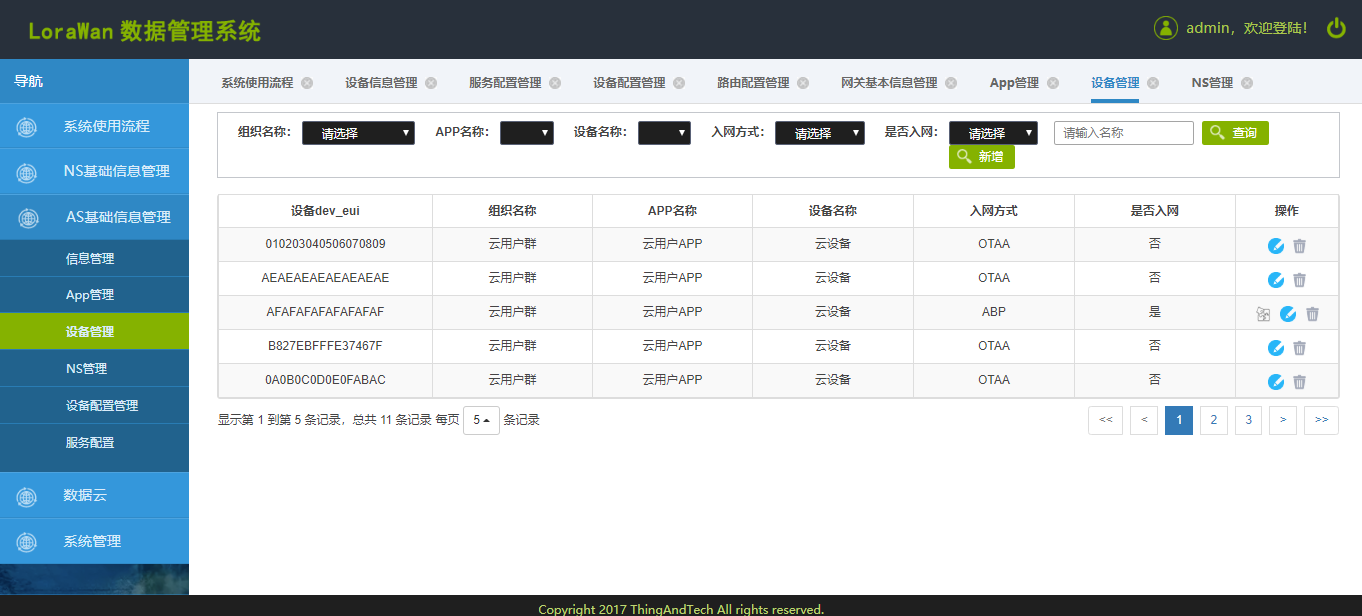 LoraWan 数据管理系统
admin，欢迎登陆！
导航
系统使用流程
NS基础信息管理
AS基础信息管理
信息管理
App管理
设备管理
NS管理
设备配置管理
服务配置
数据云
系统管理
系统使用流程 设备信息管理 服务配置管理 设备配置管理 路由配置管理 网关基本信息管理 App管理 设备管理 NS管理
组织名称： 请选择 APP名称： 设备名称： 入网方式： 请选择 是否入网： 请选择 请输入名称 查询
新增
设备dev_eui 组织名称 APP名称 设备名称 入网方式 是否入网 操作
010203040506070809 云用户群 云用户APP 云设备 OTAA 否
AEAEAEAEAEAEAEAE 云用户群 云用户APP 云设备 OTAA 否
AFAFAFAFAFAFAFAF 云用户群 云用户APP 云设备 ABP 是
B827EBFFFE37467F 云用户群 云用户APP 云设备 OTAA 否
0A0B0C0D0E0FABAC 云用户群 云用户APP 云设备 OTAA 否
显示第 1 到第 5 条记录，总共 11 条记录 每页 5 条记录
<< < 1 2 3 > >>
Copyright 2017 ThingAndTech All rights reserved.